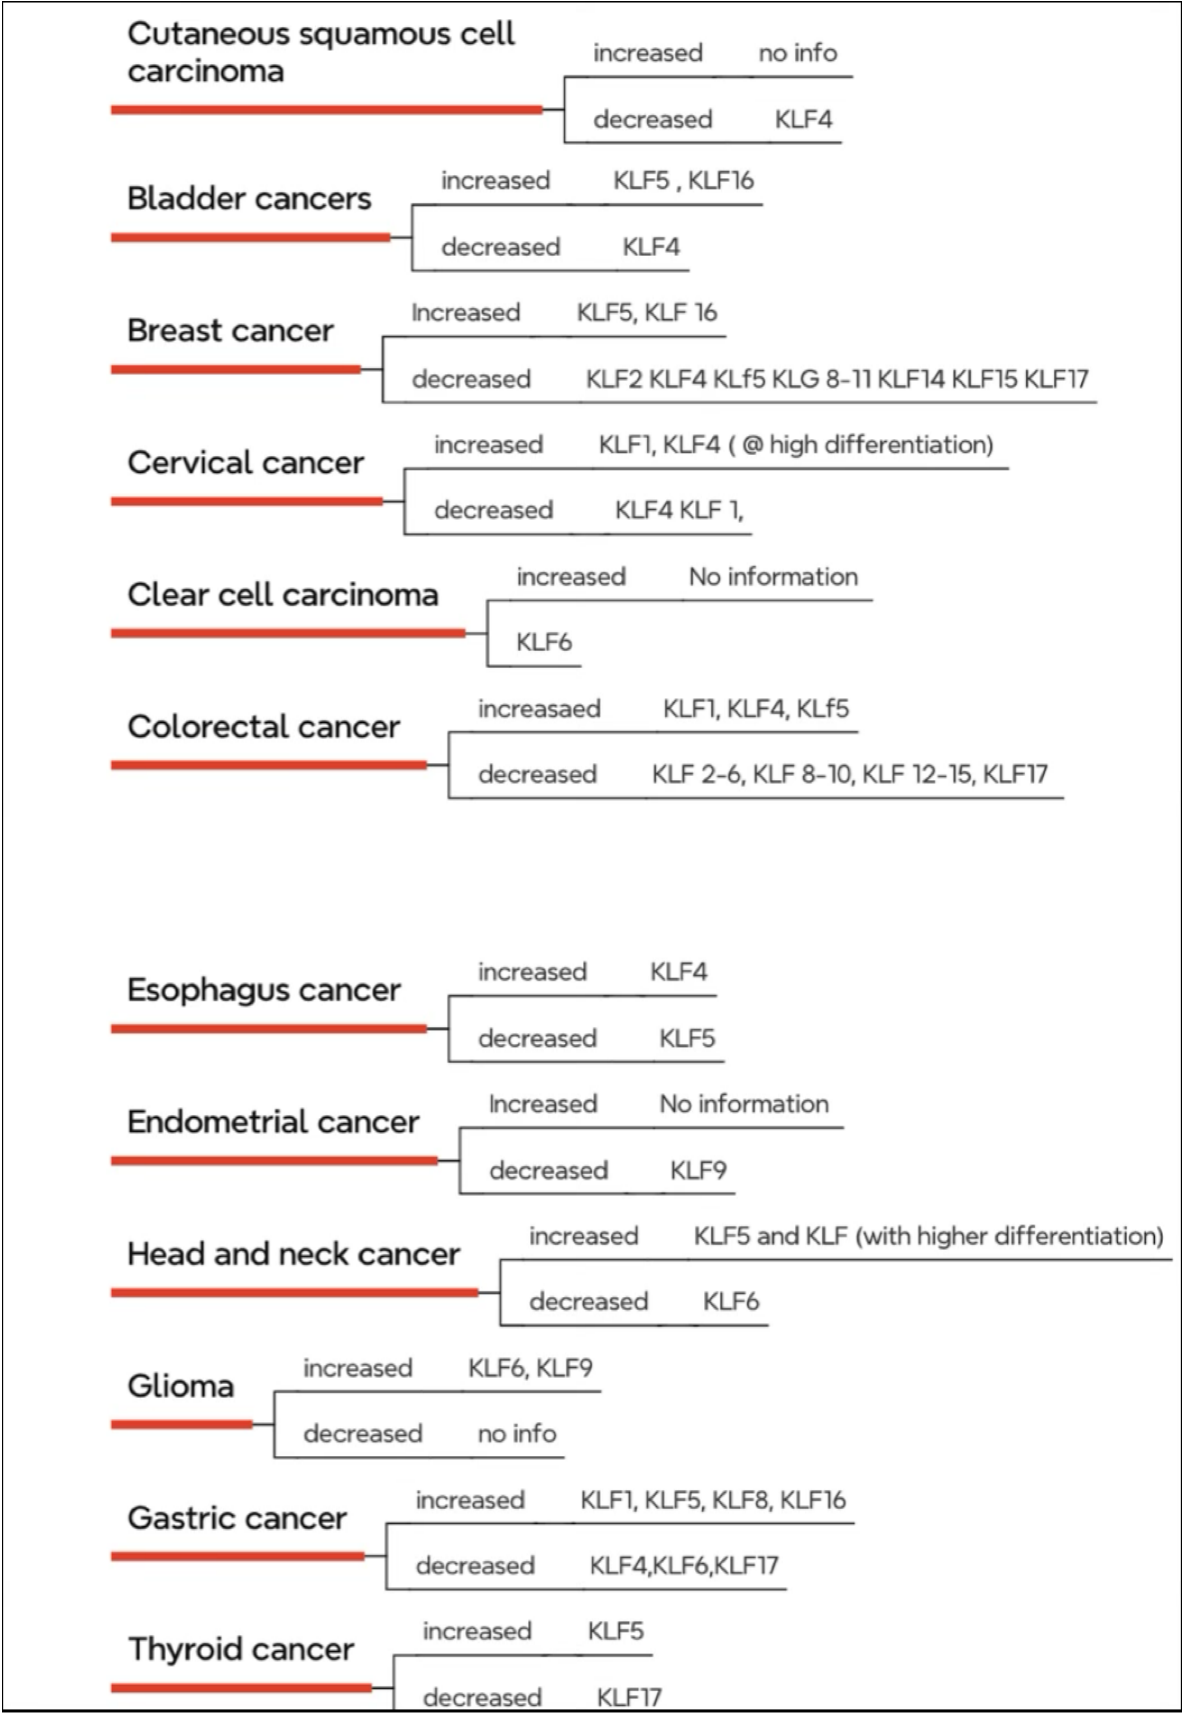 Cutaneous squamous cell
carcinoma
increased no info
decreased KLF4
Bladder cancers
increased KLF5 , KLF16
decreased KLF4
Breast cancer
Increased KLF5, KLF 16
decreased KLF2 KLF4 KLf5 KLG 8-11 KLF14 KLF15 KLF17
Cervical cancer
increased KLF1, KLF4 ( @ high differentiation)
decreased KLF4 KLF 1,
Clear cell carcinoma
increased No information
KLF6
Colorectal cancer
increasaed KLF1, KLF4, KLf5
decreased KLF 2-6, KLF 8-10, KLF 12-15, KLF17
Esophagus cancer
increased KLF4
decreased KLF5
Endometrial cancer
Increased No information
decreased KLF9
Head and neck cancer
increased KLF5 and KLF (with higher differentiation)
decreased KLF6
Glioma
increased KLF6, KLF9
decreased no info
Gastric cancer
increased KLF1, KLF5, KLF8, KLF16
decreased KLF4,KLF6,KLF17
Thyroid cancer
increased KLF5
decreased KLF17